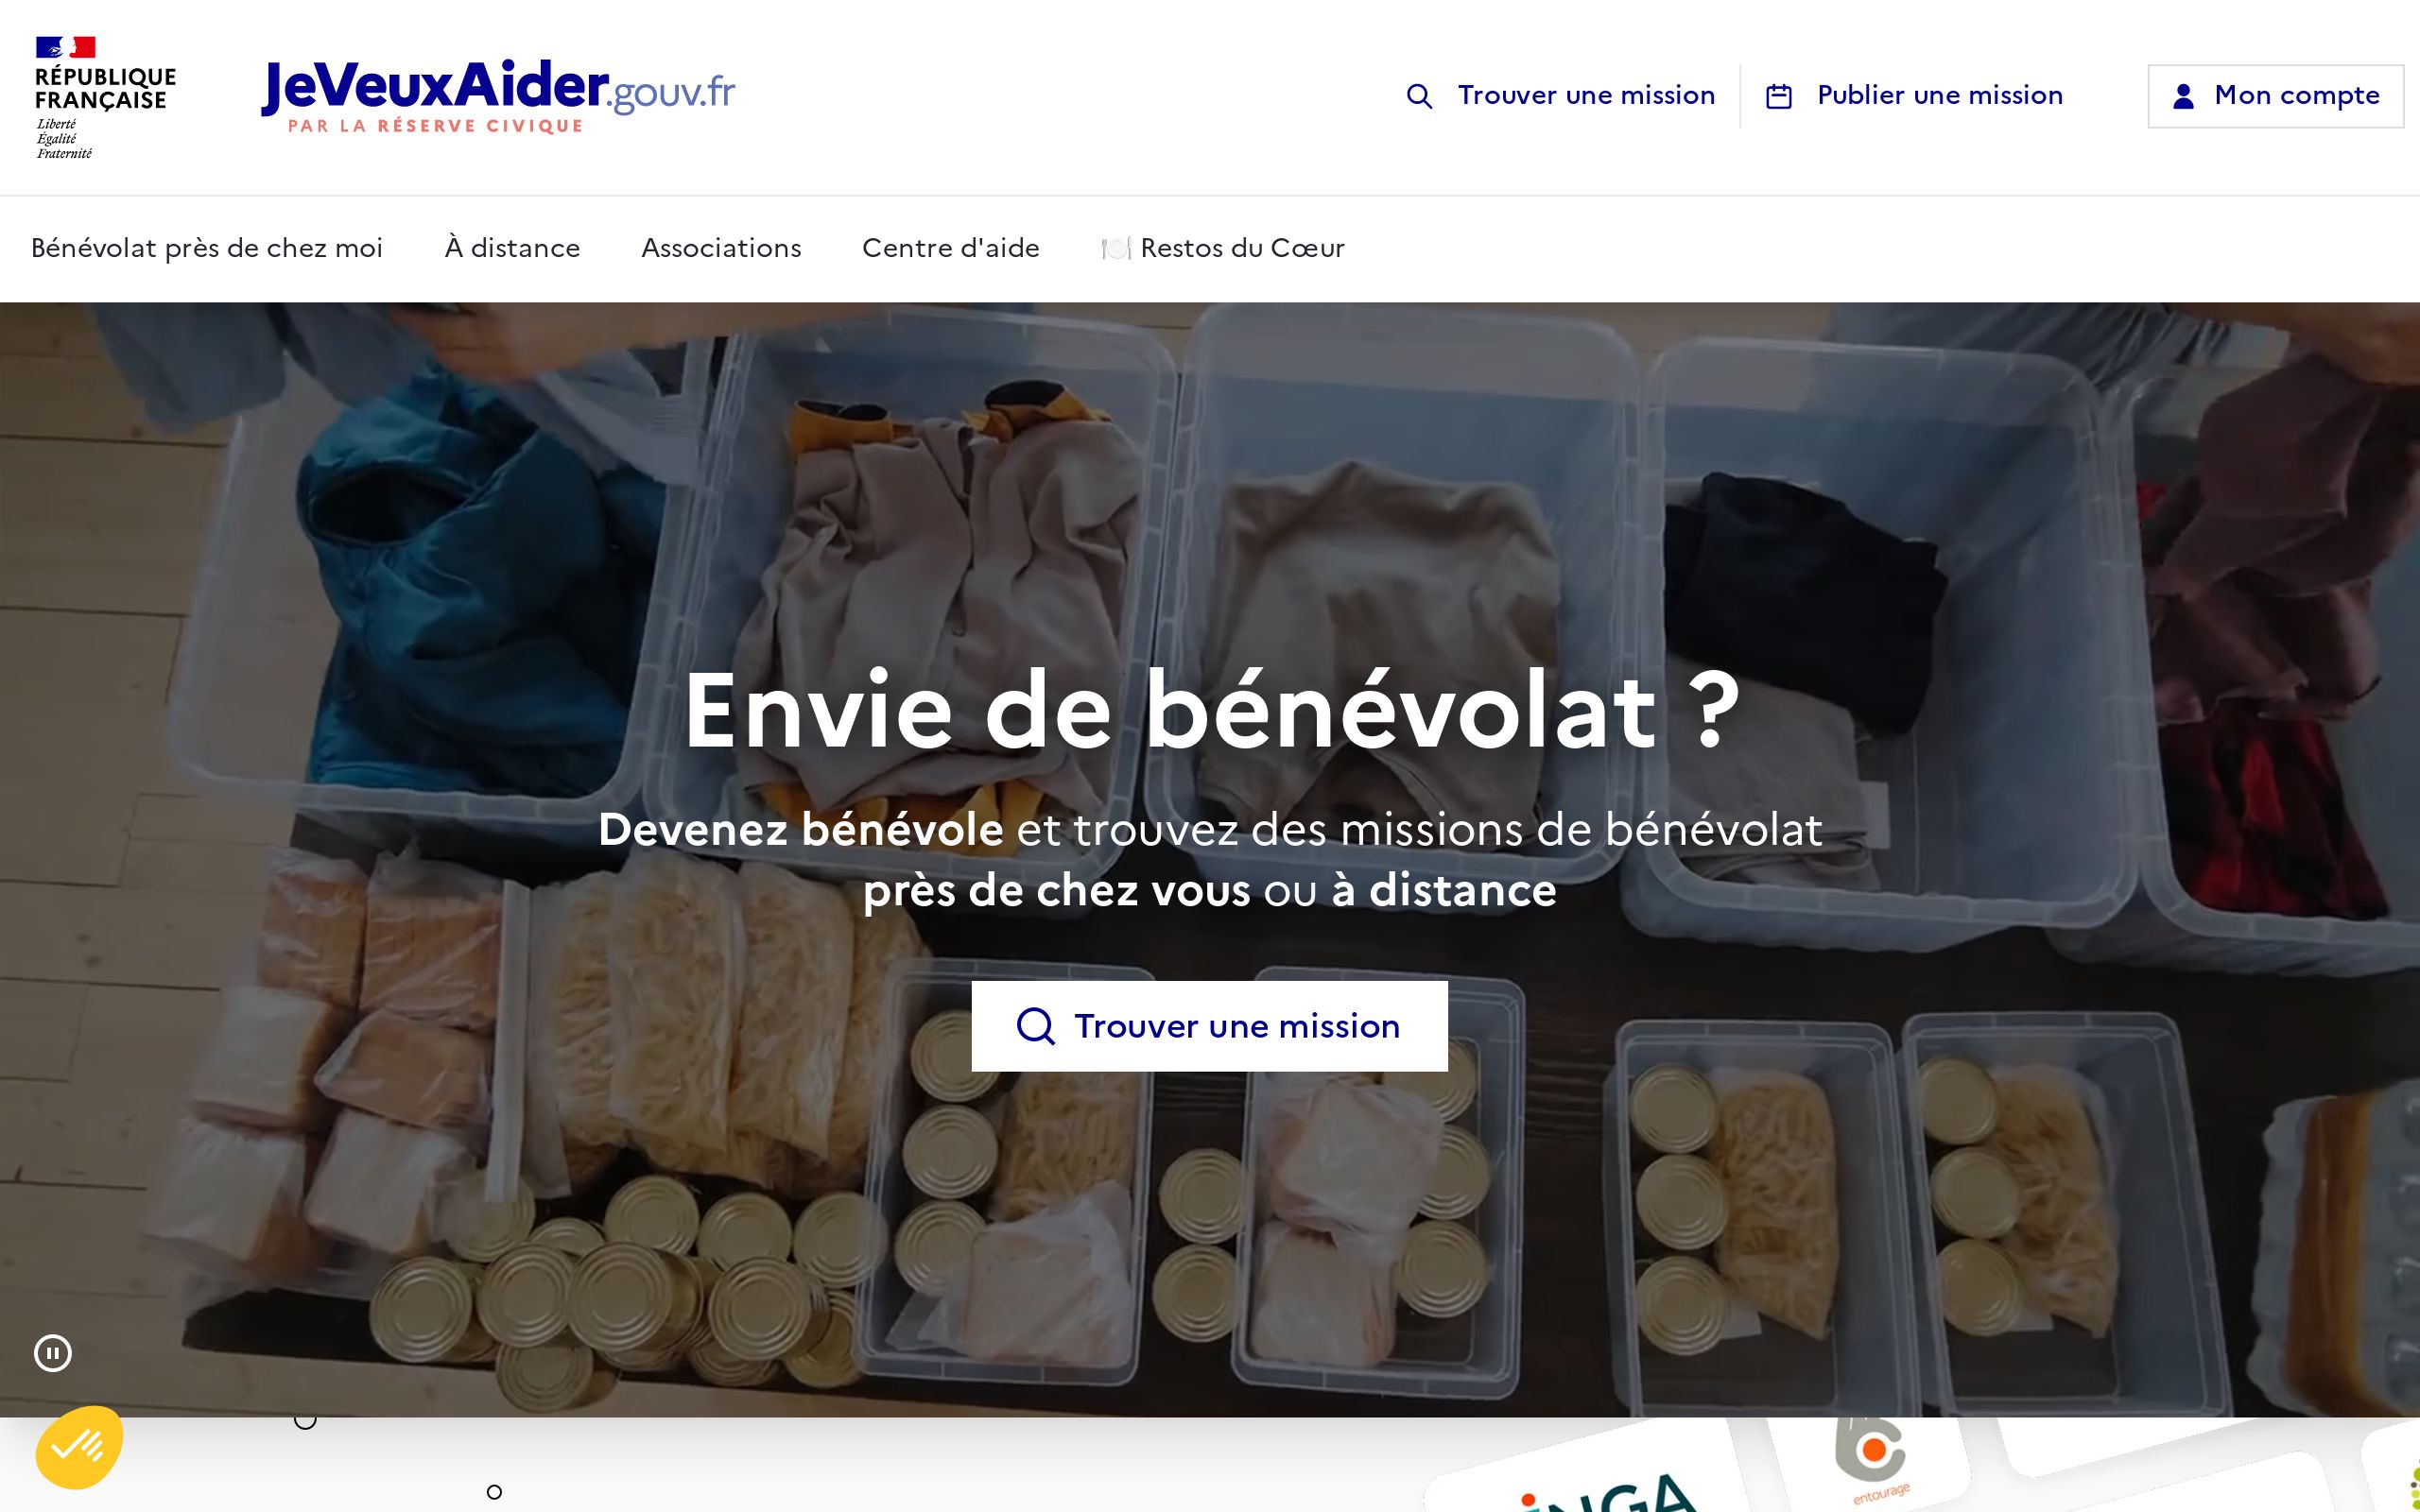 RÉPUBLIQUE
FRANÇAISE
Liberté
Égalité
Fraternité
JeVeuxAider.gouv.fr
PAR LA RÉSERVE CIVIQUE
Trouver une mission
Publier une mission
Mon compte
Bénévolat près de chez moi
À distance
Associations
Centre d'aide
🍽️ Restos du Cœur
Envie de bénévolat ?
Devenez bénévole et trouvez des missions de bénévolat
près de chez vous ou à distance
Trouver une mission
entourage